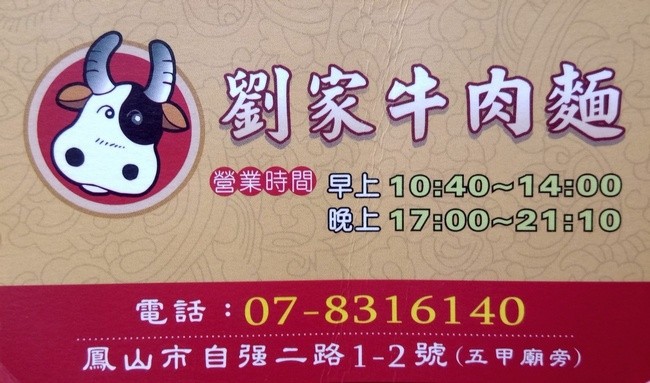 劉家牛肉麵
營業時間 早上 10:40~14:00
晚上 17:00~21:10
電話：07-8316140
鳳山市自强二路1-2號(五甲廟旁)